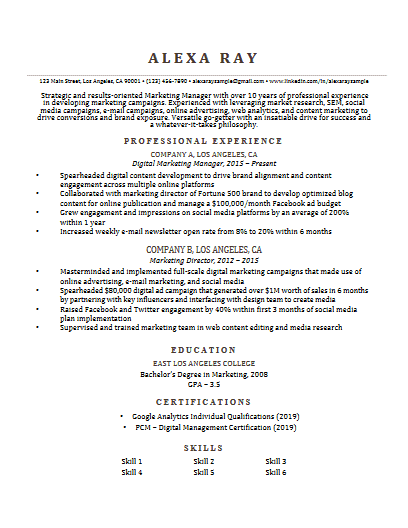 ALEXA RAY
123 Main Street, Los Angeles, CA 90001 • (123) 456-7890 • alexaraysample@gmail.com • www.linkedin.com/in/alexaraysample
Strategic and results-oriented Marketing Manager with over 10 years of professional experience
in developing marketing campaigns. Experienced with leveraging market research, SEM, social
media campaigns, e-mail campaigns, online advertising, web analytics, and content marketing to
drive conversions and brand exposure. Versatile go-getter with an insatiable drive for success and
a whatever-it-takes philosophy.
PROFESSIONAL EXPERIENCE
COMPANY A, LOS ANGELES, CA
Digital Marketing Manager, 2015 – Present
• Spearheaded digital content development to drive brand alignment and content
engagement across multiple online platforms
• Collaborated with marketing director of Fortune 500 brand to develop optimized blog
content for online publication and manage a $100,000/month Facebook ad budget
• Grew engagement and impressions on social media platforms by an average of 200%
within 1 year
• Increased weekly e-mail newsletter open rate from 8% to 20% within 6 months
COMPANY B, LOS ANGELES, CA
Marketing Director, 2012 – 2015
• Masterminded and implemented full-scale digital marketing campaigns that made use of
online advertising, e-mail marketing, and social media
• Spearheaded $80,000 digital ad campaign that generated over $1M worth of sales in 6 months
by partnering with key influencers and interfacing with design team to create media
• Raised Facebook and Twitter engagement by 40% within first 3 months of social media
plan implementation
• Supervised and trained marketing team in web content editing and media research
EDUCATION
EAST LOS ANGELES COLLEGE
Bachelor's Degree in Marketing, 2008
GPA – 3.5
CERTIFICATIONS
• Google Analytics Individual Qualifications (2019)
• PCM – Digital Management Certification (2019)
SKILLS
Skill 1 Skill 2 Skill 3
Skill 4 Skill 5 Skill 6